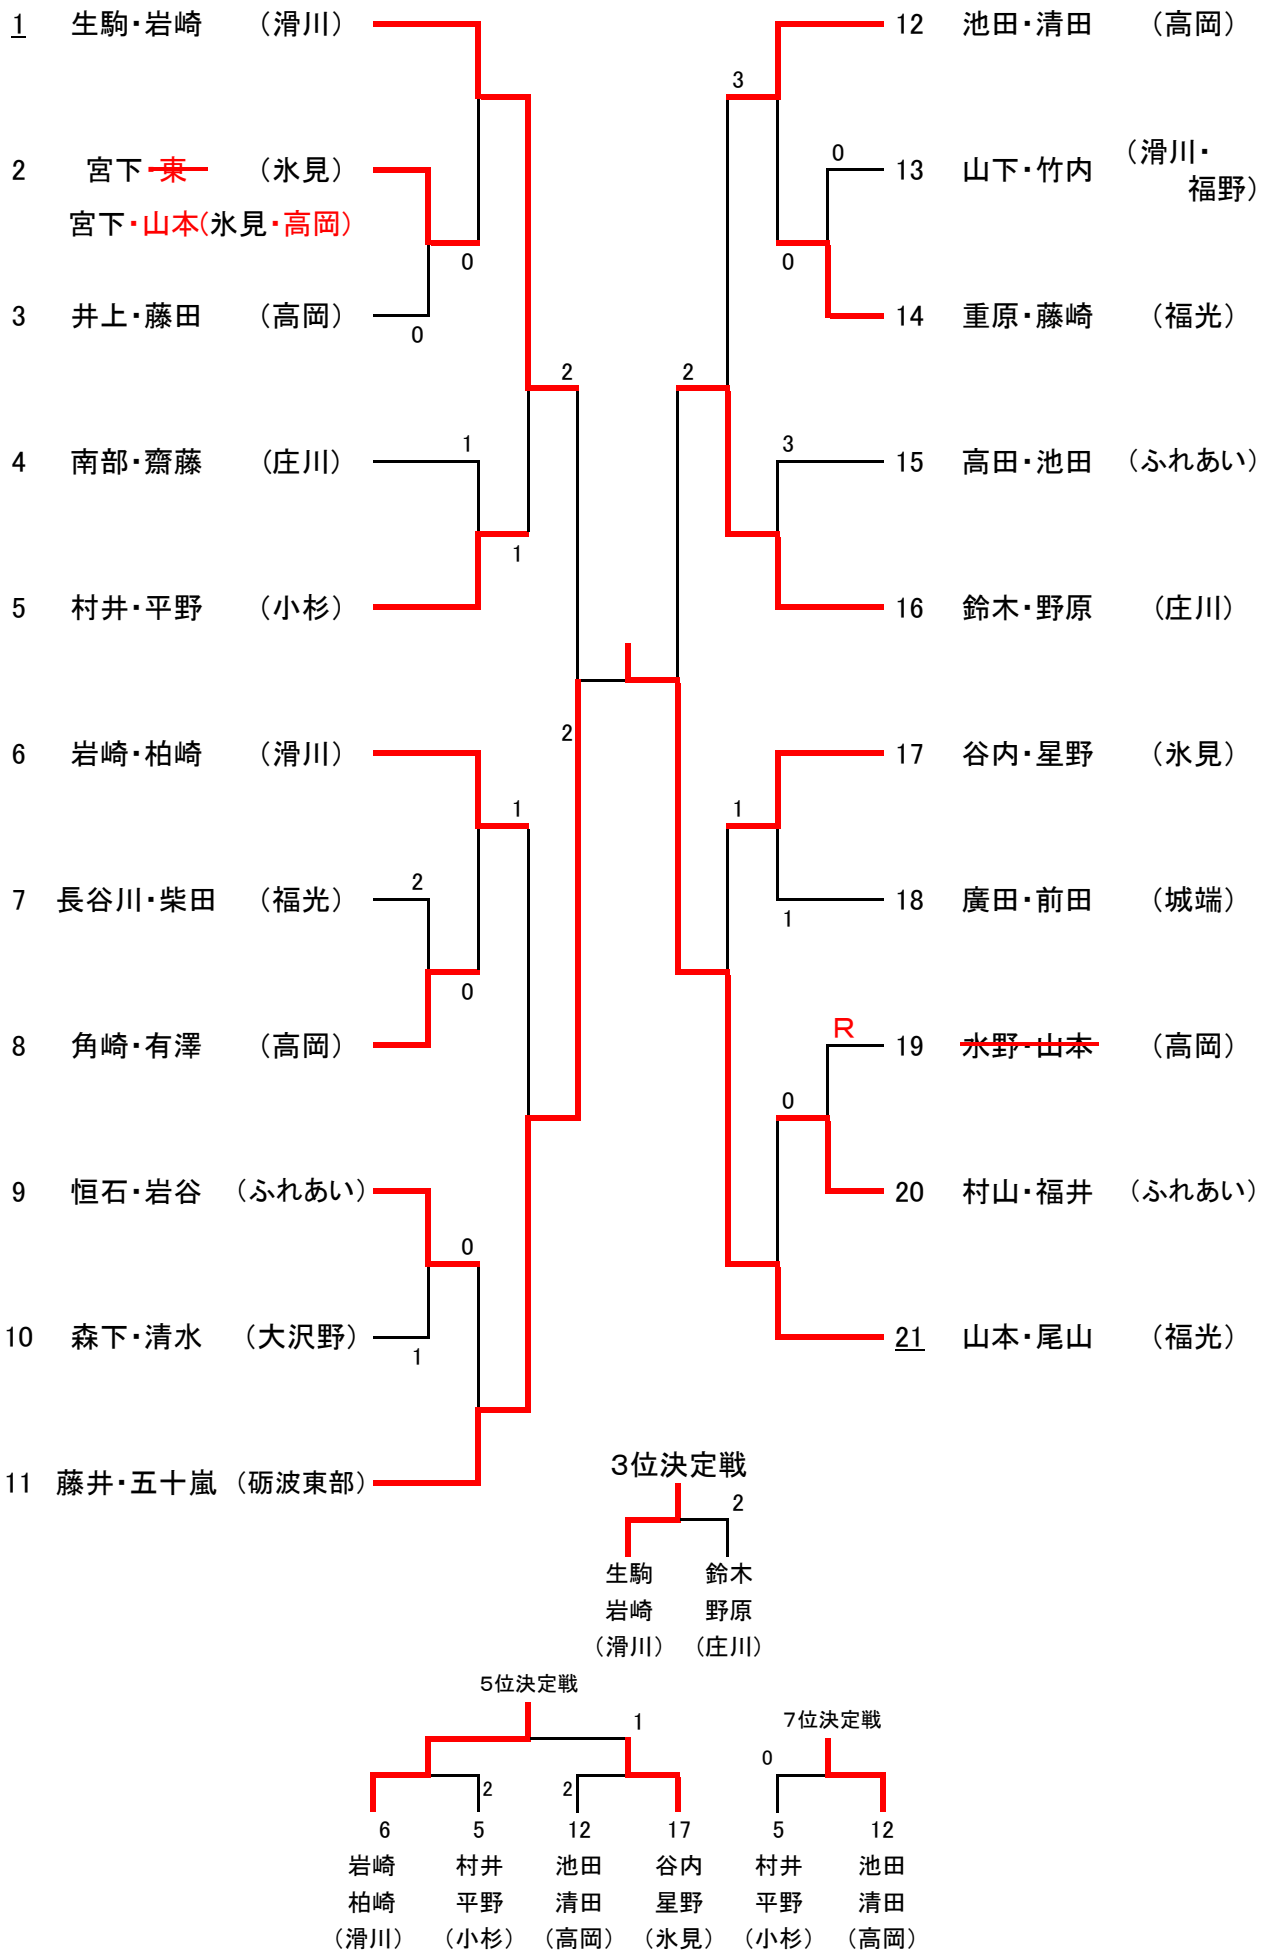 1 生駒・岩崎 (滑川)
2 宮下・東 (氷見)
宮下・山本(氷見・高岡)
0
3 井上・藤田 (高岡)
0
2
1
4 南部・齋藤 (庄川)
1
5 村井・平野 (小杉)
2
6 岩崎・柏崎 (滑川)
1
2
7 長谷川・柴田 (福光)
0
8 角崎・有澤 (高岡)
9 恒石・岩谷 (ふれあい)
0
10 森下・清水 (大沢野)
1
11 藤井・五十嵐 (砺波東部)
12 池田・清田 (高岡)
3
0
13 山下・竹内 (滑川・
福野)
0
14 重原・藤崎 (福光)
2
3
15 高田・池田 (ふれあい)
16 鈴木・野原 (庄川)
17 谷内・星野 (氷見)
1
18 廣田・前田 (城端)
1
R
19 水野・山本 (高岡)
0
20 村山・福井 (ふれあい)
21 山本・尾山 (福光)
3位決定戦
2
生駒 鈴木
岩崎 野原
(滑川) (庄川)
5位決定戦
1
7位決定戦
0
2 2
6 5 12 17 5 12
岩崎 村井 池田 谷内 村井 池田
柏崎 平野 清田 星野 平野 清田
(滑川) (小杉) (高岡) (氷見) (小杉) (高岡)